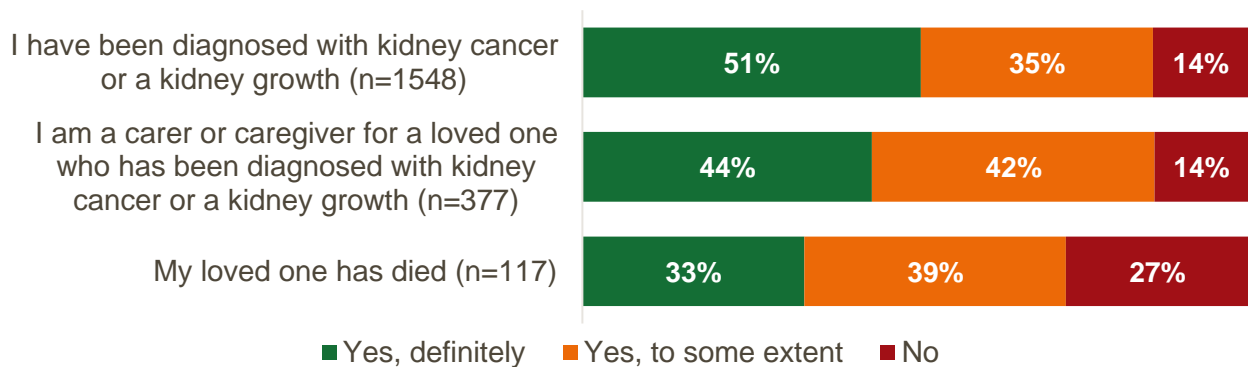 I have been diagnosed with kidney cancer
or a kidney growth (n=1548)
51% 35% 14%
I am a carer or caregiver for a loved one
who has been diagnosed with kidney
cancer or a kidney growth (n=377)
44% 42% 14%
My loved one has died (n=117)
33% 39% 27%
Yes, definitely Yes, to some extent No